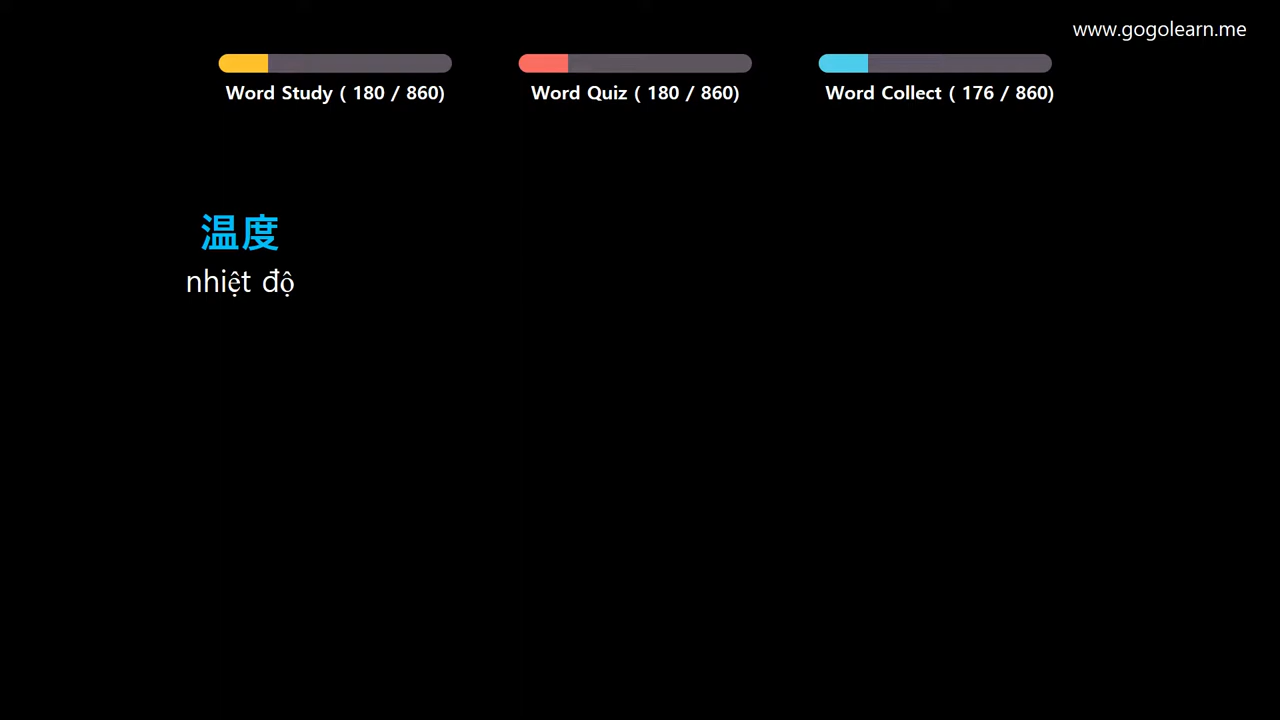 www.gogolearn.me
Word Study ( 180 / 860)
Word Quiz ( 180 / 860)
Word Collect ( 176 / 860)
温度
nhiệt độ